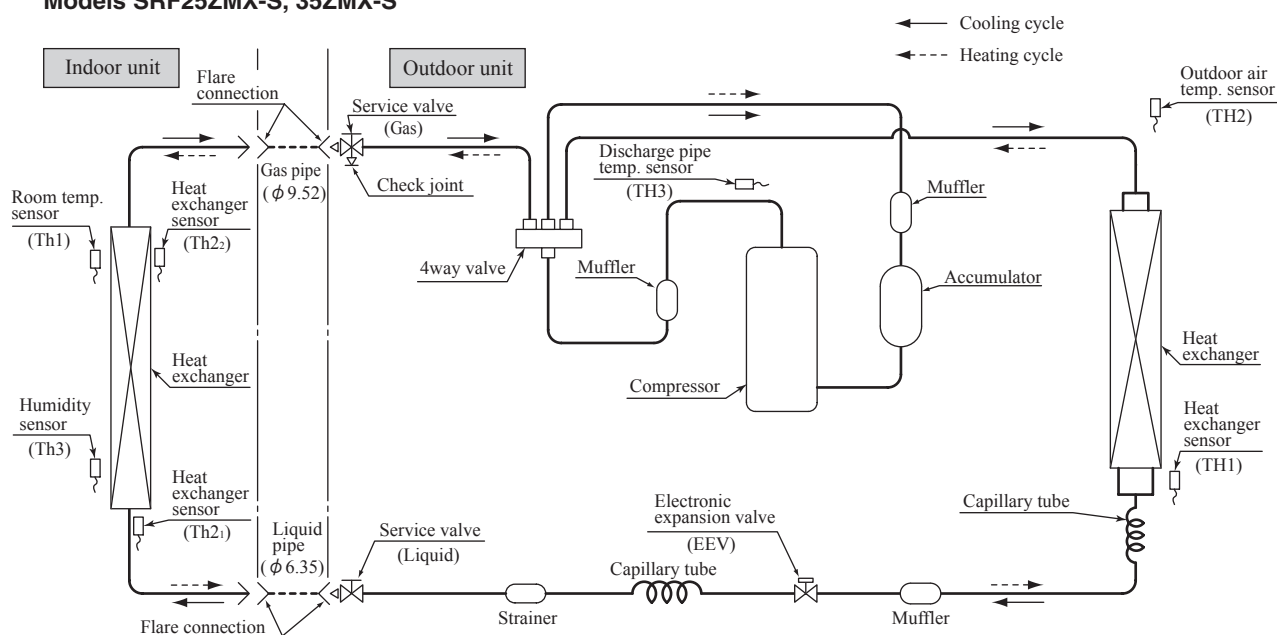 Models SRF25ZMX-S, 35ZMX-S
Cooling cycle
Heating cycle
Indoor unit
Outdoor unit
Flare
connection
Service valve
(Gas)
Outdoor air
temp. sensor
(TH2)
Gas pipe
(ϕ9.52)
Check joint
Discharge pipe
temp. sensor
(TH3)
Muffler
Room temp.
sensor
(Th1)
Heat
exchanger
sensor
(Th2₂)
4way valve
Muffler
Accumulator
Heat
exchanger
Compressor
Heat
exchanger
Humidity
sensor
(Th3)
Heat
exchanger
sensor
(TH1)
Heat
exchanger
sensor
(Th2₁)
Liquid
pipe
(ϕ6.35)
Service valve
(Liquid)
Electronic
expansion valve
(EEV)
Capillary tube
Capillary tube
Strainer
Muffler
Flare connection